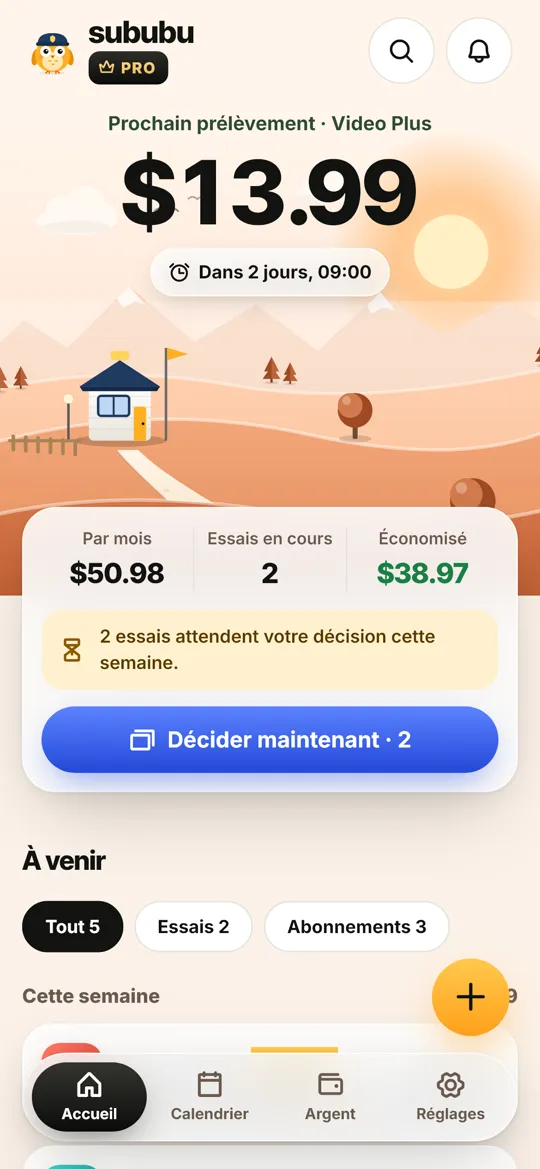 sububu
PRO
Prochain prélèvement · Video Plus
$13.99
Dans 2 jours, 09:00
Par mois
Essais en cours
Économisé
$50.98
2
$38.97
2 essais attendent votre décision cette
semaine.
Décider maintenant · 2
À venir
Tout 5
Essais 2
Abonnements 3
Cette semaine
9
Accueil
Calendrier
Argent
Réglages